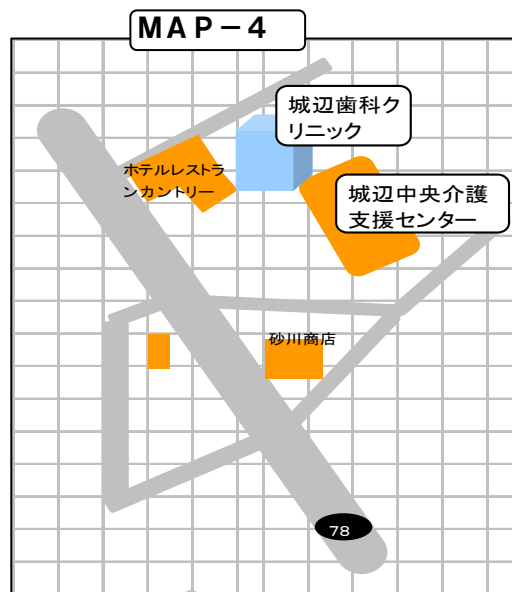 MAP－4
城辺歯科ク
リニック
ホテルレストラ
ンカントリー
城辺中央介護
支援センター
砂川商店
78